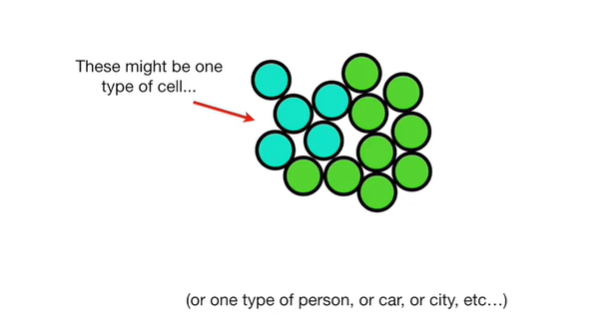 These might be one
type of cell...
(or one type of person, or car, or city, etc…)